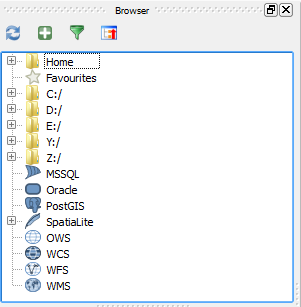 Browser
Home
Favourites
C:/
D:/
E:/
Y:/
Z:/
MSSQL
Oracle
PostGIS
SpatiaLite
OWS
WCS
WFS
WMS